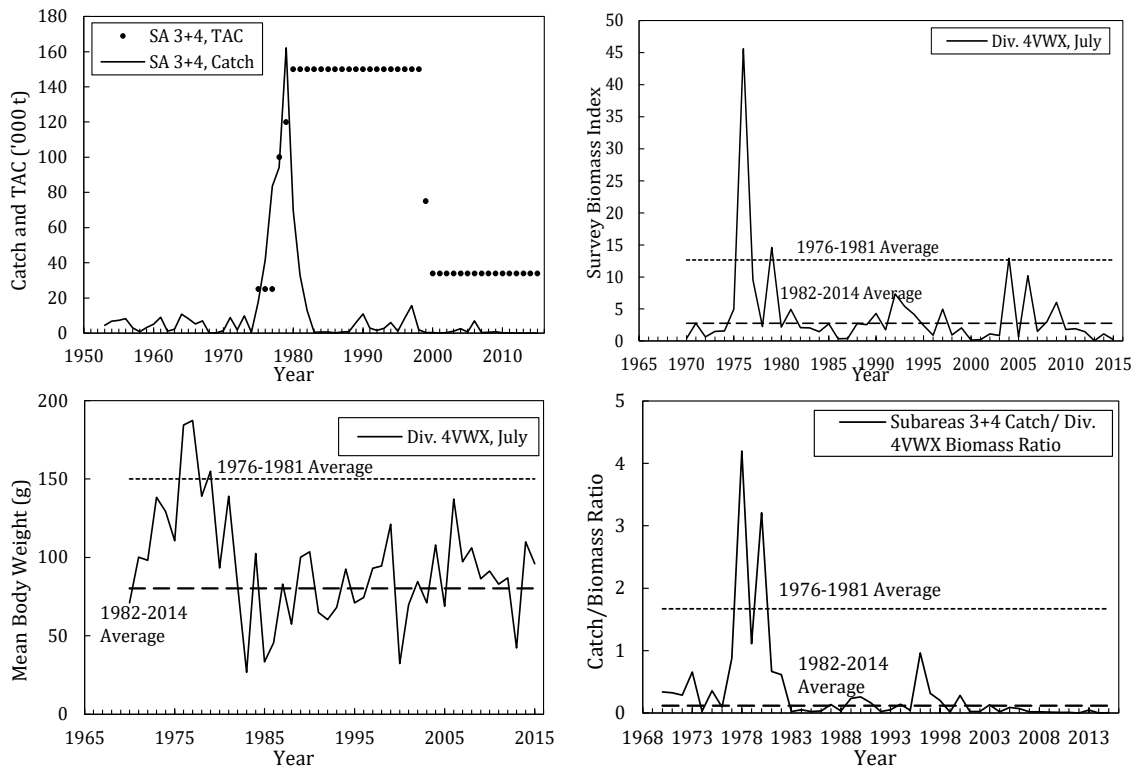 180
160
140
120
100
80
60
40
20
0
Catch and TAC ('000 t)
SA 3+4, TAC
SA 3+4, Catch
1950 1960 1970 1980 1990 2000 2010
Year
50
45
40
35
30
25
20
15
10
5
0
Survey Biomass Index
Div. 4VWX, July
1976-1981 Average
1982-2014 Average
1965 1970 1975 1980 1985 1990 1995 2000 2005 2010 2015
Year
200
150
100
50
0
Mean Body Weight (g)
Div. 4VWX, July
1976-1981 Average
1982-2014
Average
1965 1975 1985 1995 2005 2015
Year
5
4
3
2
1
0
Catch/Biomass Ratio
Subareas 3+4 Catch/ Div.
4VWX Biomass Ratio
1976-1981 Average
1982-2014
Average
1968 1973 1978 1983 1988 1993 1998 2003 2008 2013
Year